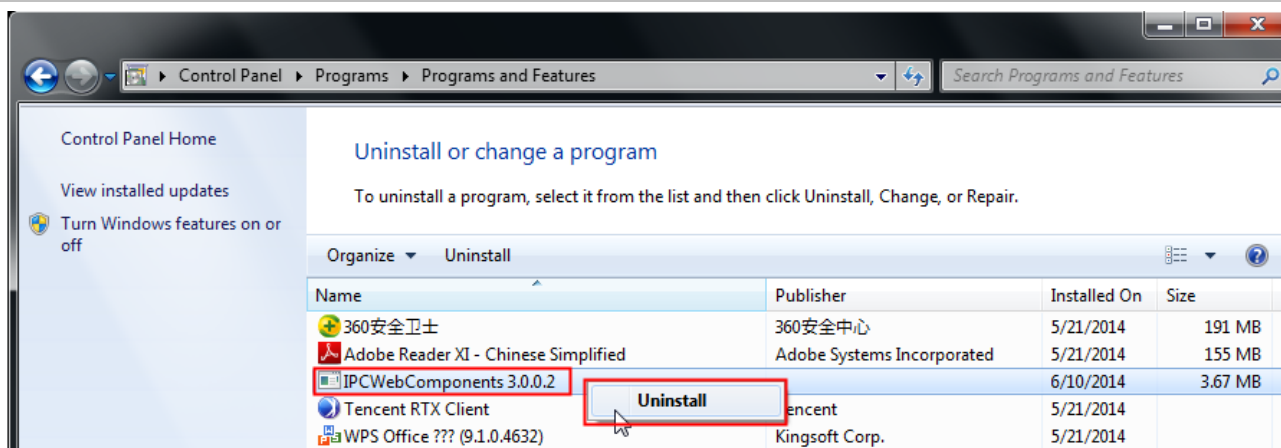 Control Panel Programs Programs and Features Search Programs and Features
Control Panel Home
View installed updates
Turn Windows features on or
off
Uninstall or change a program
To uninstall a program, select it from the list and then click Uninstall, Change, or Repair.
Organize Uninstall
Name Publisher Installed On Size
360安全卫士 360安全中心 5/21/2014 191 MB
Adobe Reader XI - Chinese Simplified Adobe Systems Incorporated 5/21/2014 155 MB
IPCWebComponents 3.0.0.2 6/10/2014 3.67 MB
Uninstall
Tencent RTX Client encent 5/21/2014
WPS Office ??? (9.1.0.4632) Kingsoft Corp. 5/21/2014